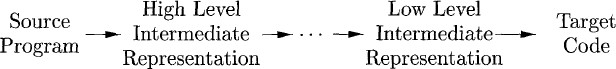 Source
Program
High Level
Intermediate
Representation
...
Low Level
Intermediate
Representation
Target
Code